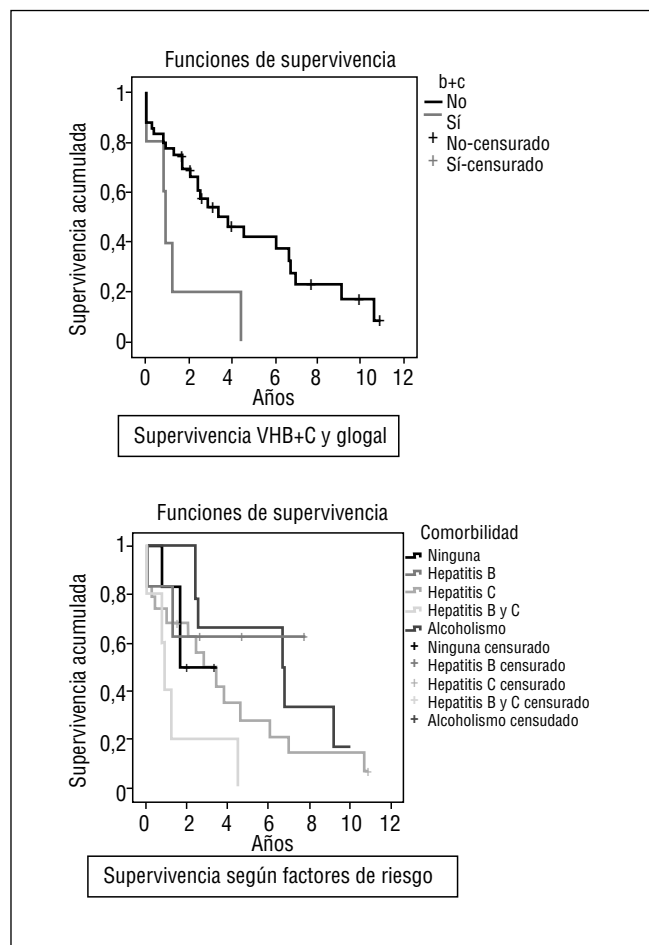 Funciones de supervivencia
b+c
No
Sí
No-censurado
Sí-censurado
Supervivencia acumulada
1
0,8
0,6
0,4
0,2
0
0 2 4 6 8 10 12
Años
Supervivencia VHB+C y glogal
Funciones de supervivencia
Comorbilidad
Ninguna
Hepatitis B
Hepatitis C
Hepatitis B y C
Alcoholismo
Ninguna censurado
Hepatitis B censurado
Hepatitis C censurado
Hepatitis B y C censurado
Alcoholismo censudado
Supervivencia acumulada
1
0,8
0,6
0,4
0,2
0
0 2 4 6 8 10 12
Años
Supervivencia según factores de riesgo